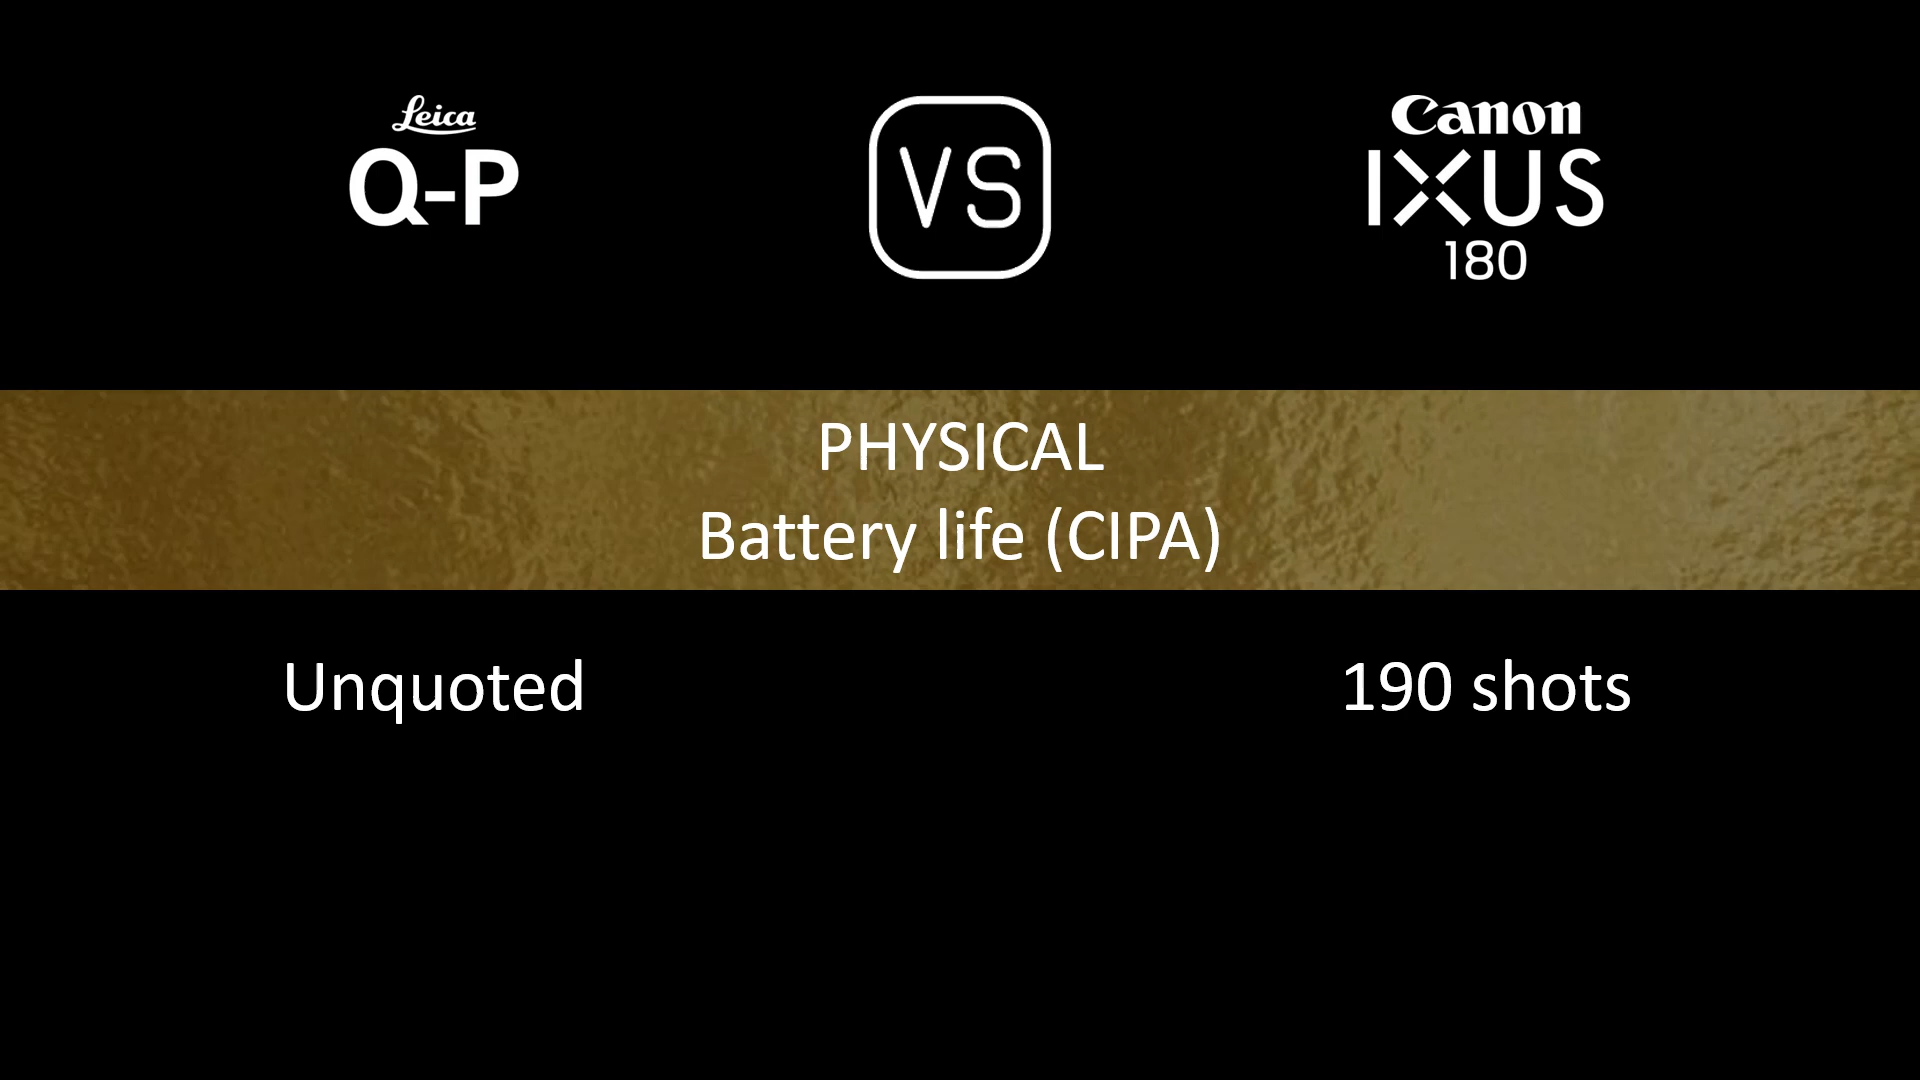 Leica
Q-P
VS
Canon
IXUS
180
PHYSICAL
Battery life (CIPA)
Unquoted
190 shots